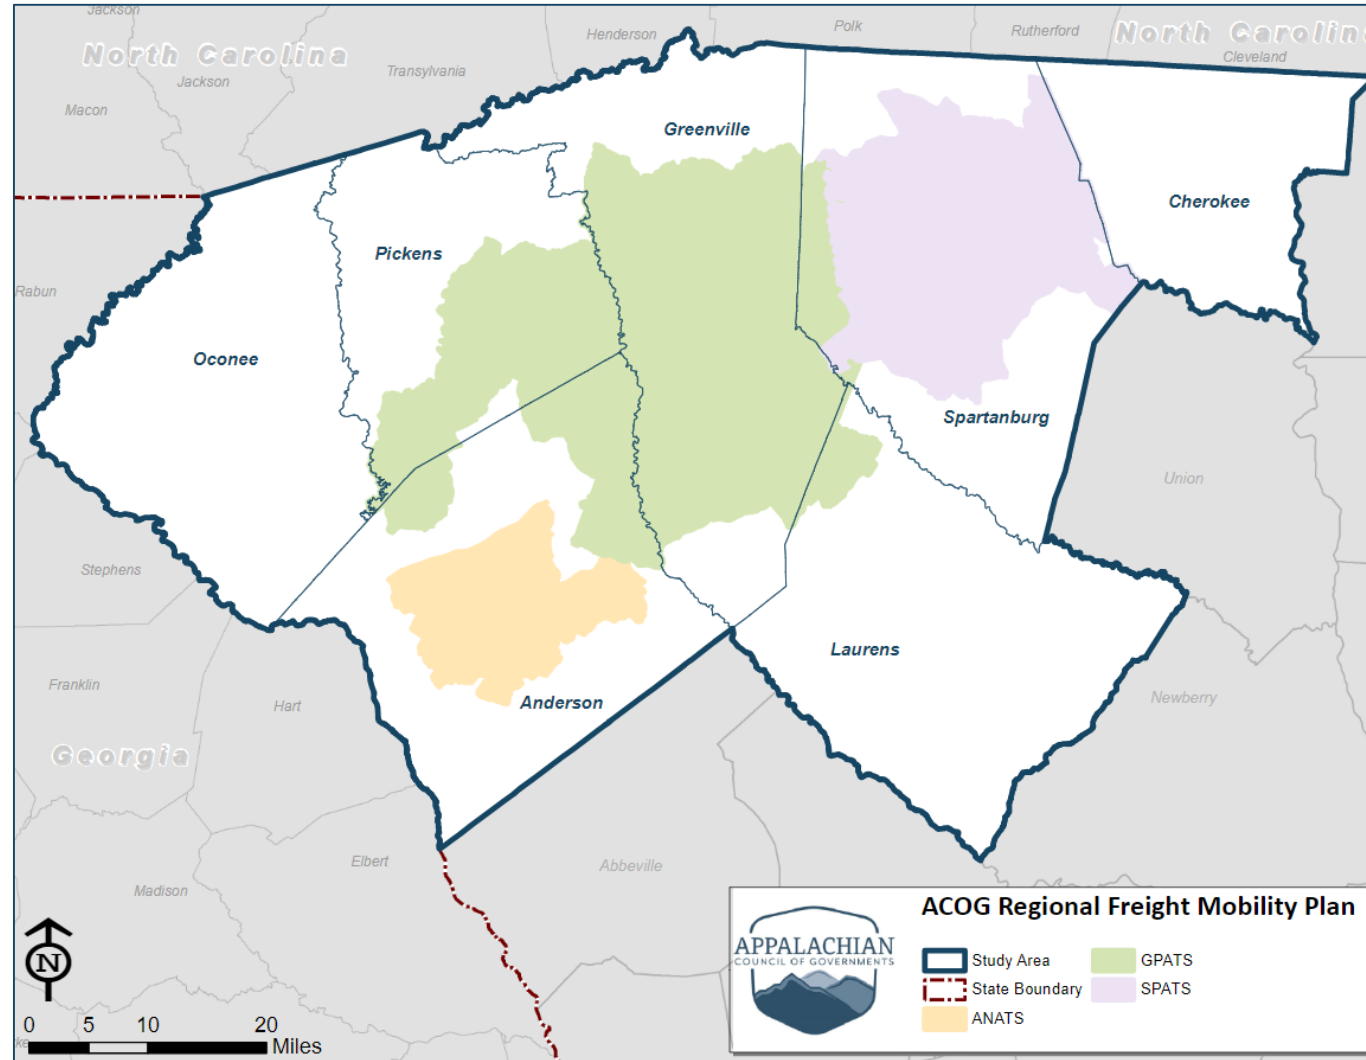 Jackson
North Carolina
Henderson
Polk
Rutherford
North Carolin
Cleveland
Transylvania
Jackson
Macon
Greenville
Cherokee
Pickens
Rabun
Oconee
Spartanburg
Union
Stephens
Laurens
Franklin
Hart
Anderson
Newberry
Georgia
Elbert
Abbeville
Madison
N
0 5 10 20
Miles
APPALACHIAN
COUNCIL OF GOVERNMENTS
ACOG Regional Freight Mobility Plan
Study Area
GPATS
State Boundary
SPATS
ANATS